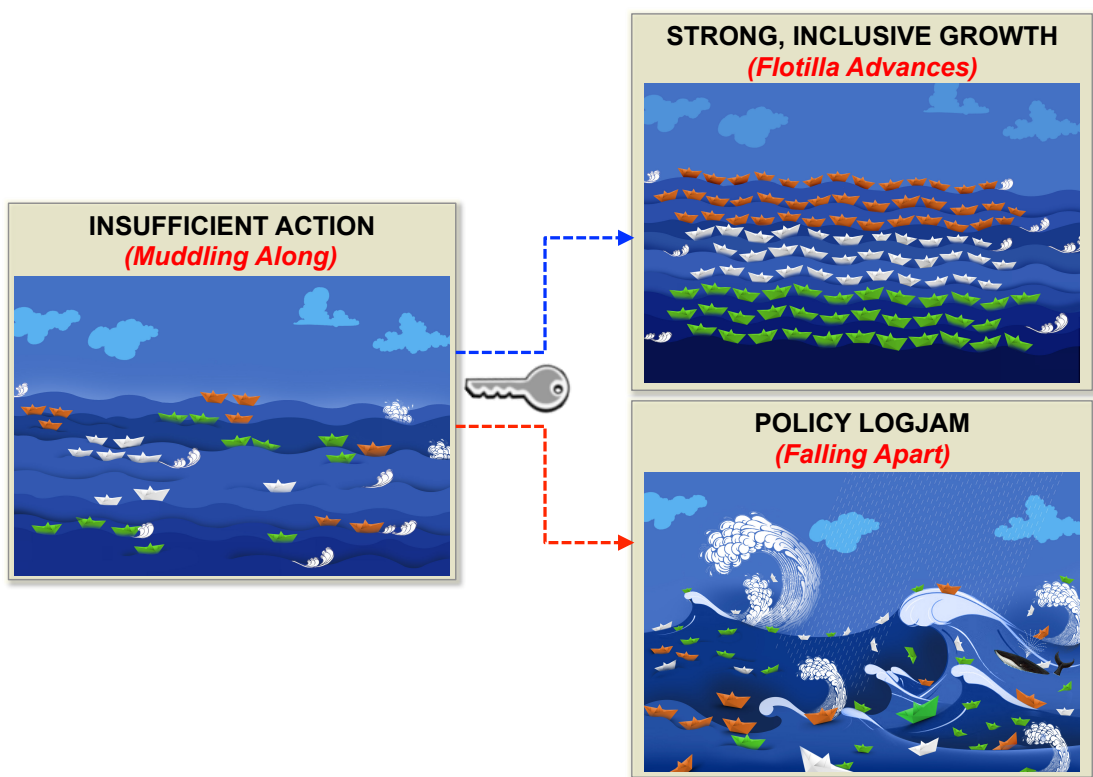 INSUFFICIENT ACTION
(Muddling Along)
STRONG, INCLUSIVE GROWTH
(Flotilla Advances)
POLICY LOGJAM
(Falling Apart)